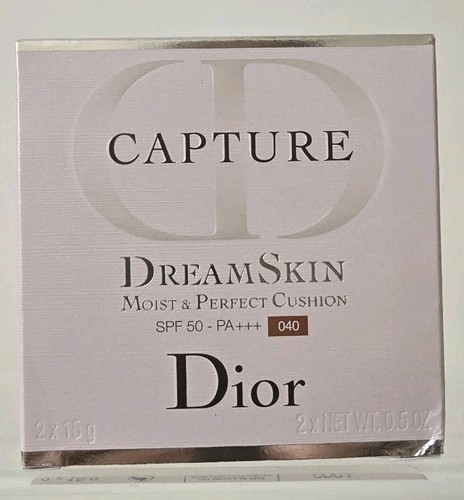 CAPTURE
DREAMSKIN
MOIST & PERFECT CUSHION
SPF 50 - PA+++ 040
Dior
2 x 15 g 2 x NET WT. 0.5 OZ